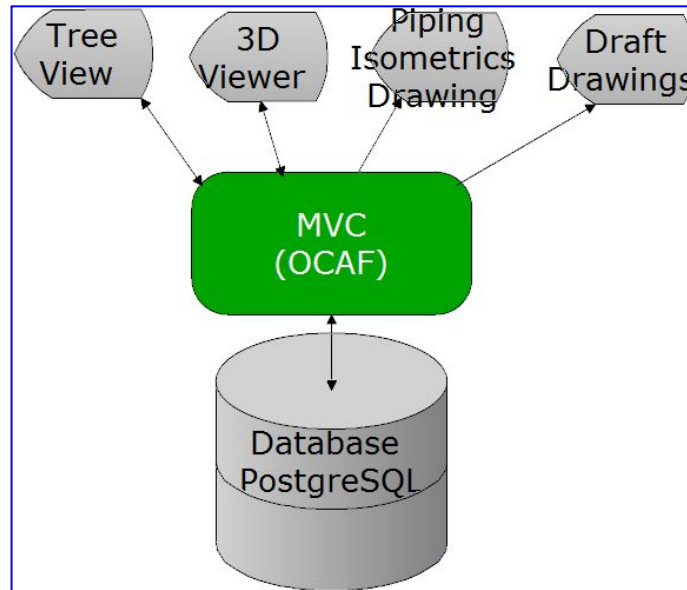 Tree
View
3D
Viewer
Piping
Isometrics
Drawing
Draft
Drawings
MVC
(OCAF)
Database
PostgreSQL